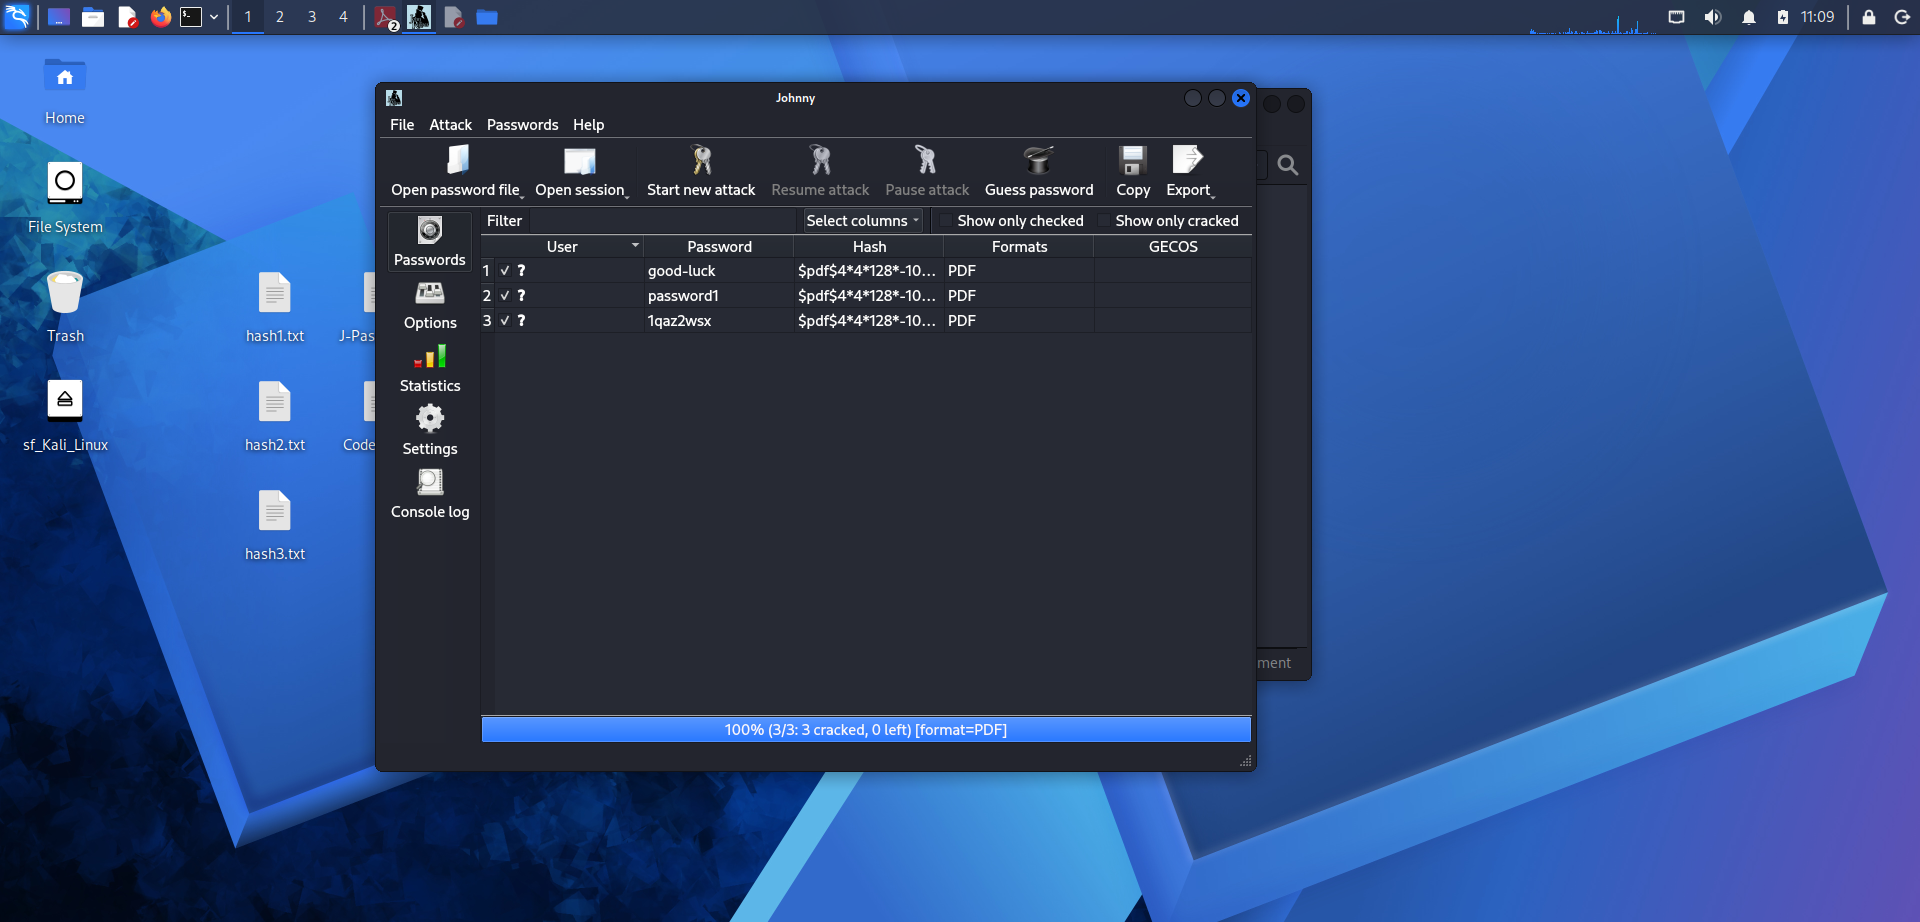 1 2 3 4
2
11:09
Home
File System
Trash
sf_Kali_Linux
hash1.txt
hash2.txt
hash3.txt
J-Pas
Code
Johnny
File Attack Passwords Help
Open password file Open session Start new attack Resume attack Pause attack Guess password Copy Export
Passwords
Options
Statistics
Settings
Console log
Filter Select columns Show only checked Show only cracked
User Password Hash Formats GECOS
1 ? good-luck $pdf$4*4*128*-10... PDF
2 ? password1 $pdf$4*4*128*-10... PDF
3 ? 1qaz2wsx $pdf$4*4*128*-10... PDF
100% (3/3: 3 cracked, 0 left) [format=PDF]
ment